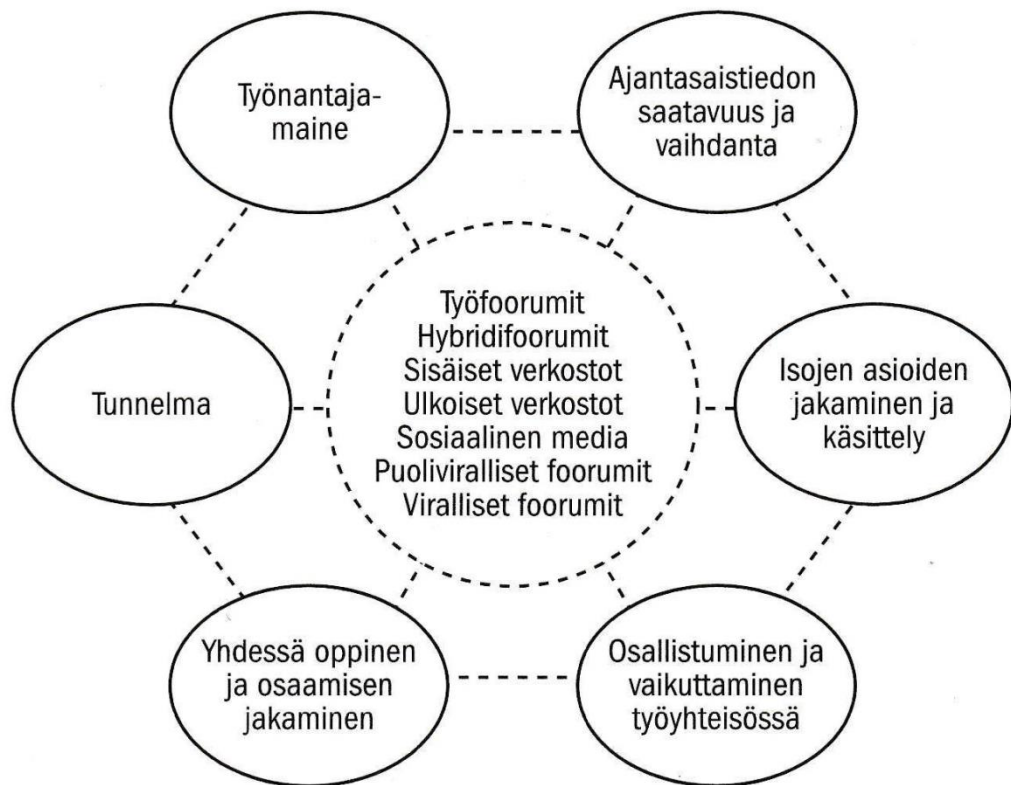 Työnantaja-
maine
Ajantasaistiedon
saatavuus ja
vaihdanta
Tunnelma
Työfoorumit
Hybridifoorumit
Sisäiset verkostot
Ulkoiset verkostot
Sosiaalinen media
Puoliviralliset foorumit
Viralliset foorumit
Isojen asioiden
jakaminen ja
käsittely
Yhdessä oppinen
ja osaamisen
jakaminen
Osallistuminen ja
vaikuttaminen
työyhteisössä